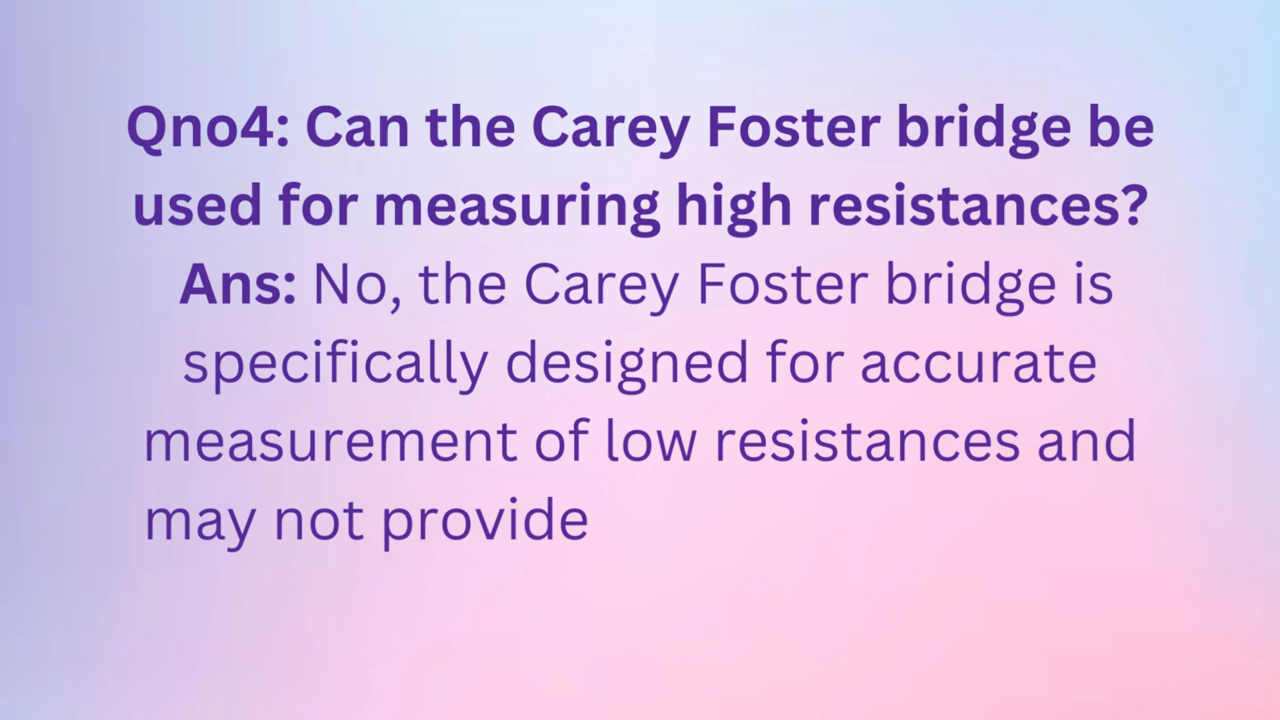 Qno4: Can the Carey Foster bridge be
used for measuring high resistances?
Ans: No, the Carey Foster bridge is
specifically designed for accurate
measurement of low resistances and
may not provide